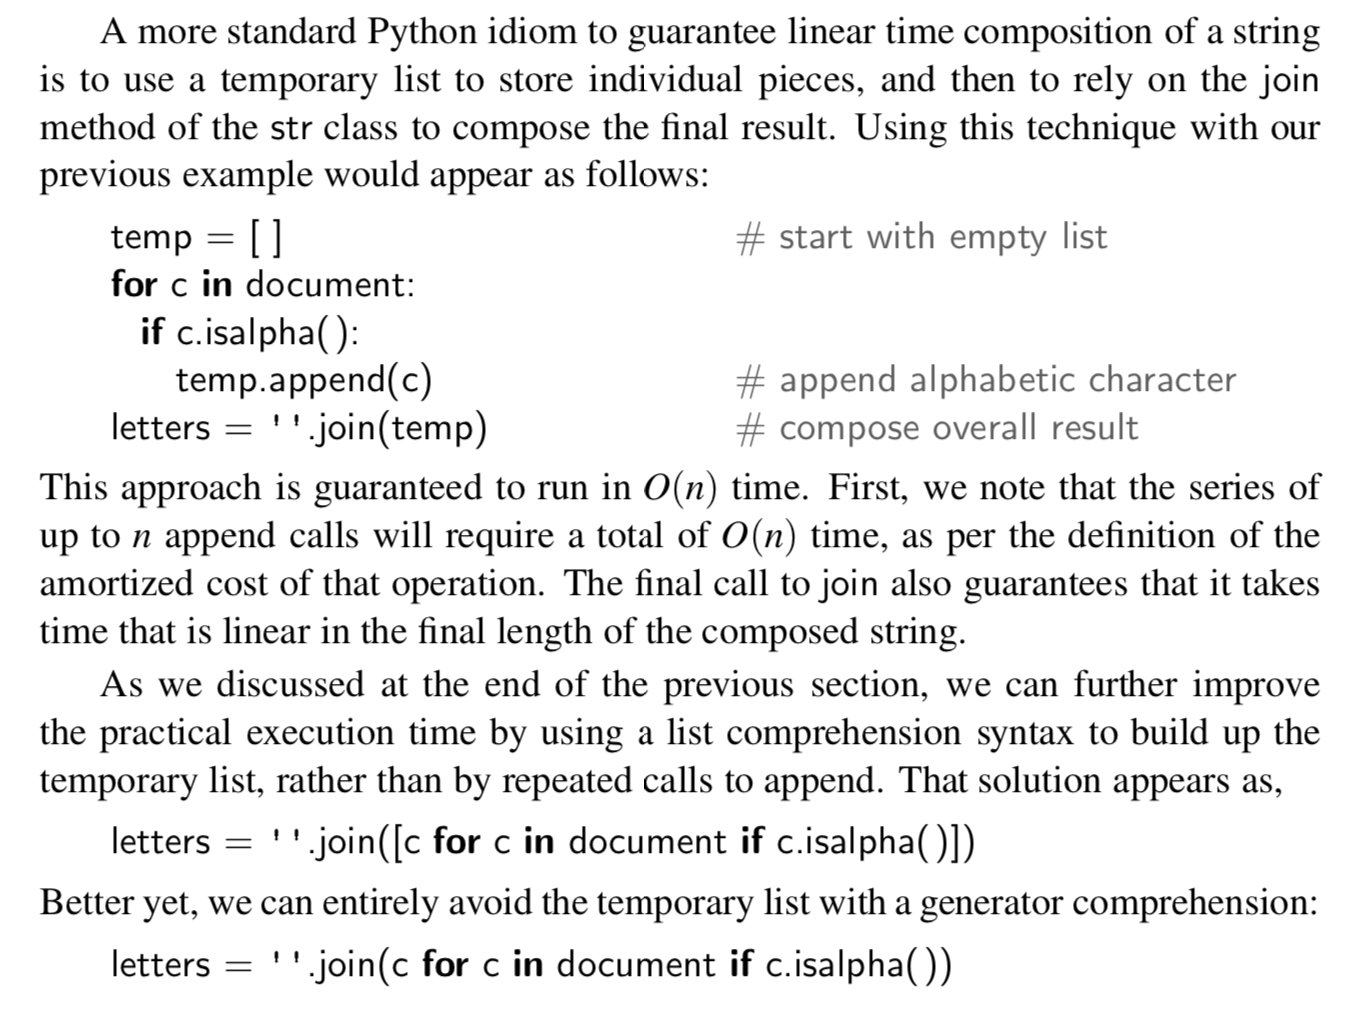 A more standard Python idiom to guarantee linear time composition of a string
is to use a temporary list to store individual pieces, and then to rely on the join
method of the str class to compose the final result. Using this technique with our
previous example would appear as follows:
temp = [ ] # start with empty list
for c in document:
if c.isalpha( ):
temp.append(c) # append alphabetic character
letters = ''.join(temp) # compose overall result
This approach is guaranteed to run in O(n) time. First, we note that the series of
up to n append calls will require a total of O(n) time, as per the definition of the
amortized cost of that operation. The final call to join also guarantees that it takes
time that is linear in the final length of the composed string.
As we discussed at the end of the previous section, we can further improve
the practical execution time by using a list comprehension syntax to build up the
temporary list, rather than by repeated calls to append. That solution appears as,
letters = ''.join([c for c in document if c.isalpha( )])
Better yet, we can entirely avoid the temporary list with a generator comprehension:
letters = ''.join(c for c in document if c.isalpha( ))